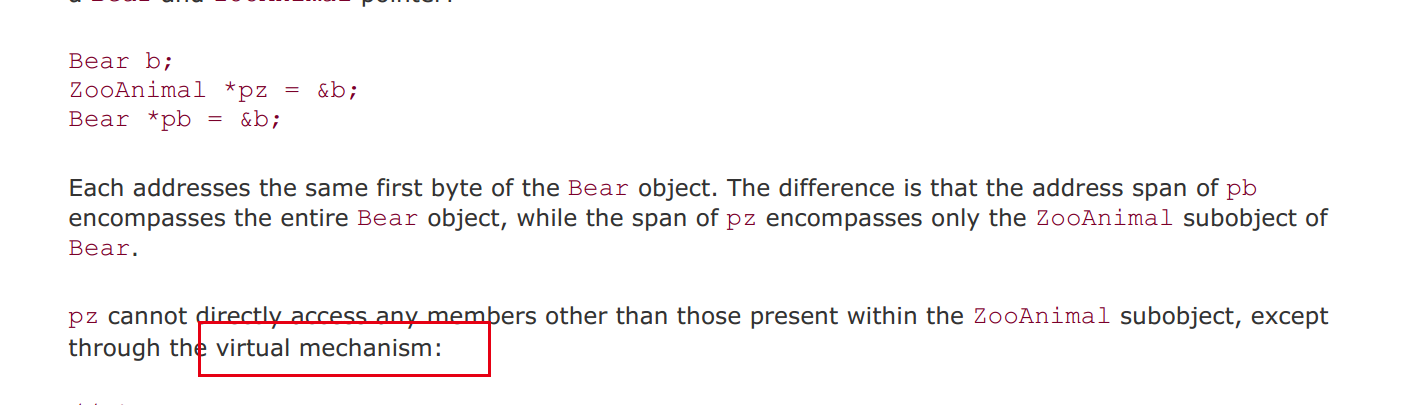 Bear b;
ZooAnimal *pz = &b;
Bear *pb = &b;
Each addresses the same first byte of the Bear object. The difference is that the address span of pb
encompasses the entire Bear object, while the span of pz encompasses only the ZooAnimal subobject of
Bear.
pz cannot directly access any members other than those present within the ZooAnimal subobject, except
through the virtual mechanism: